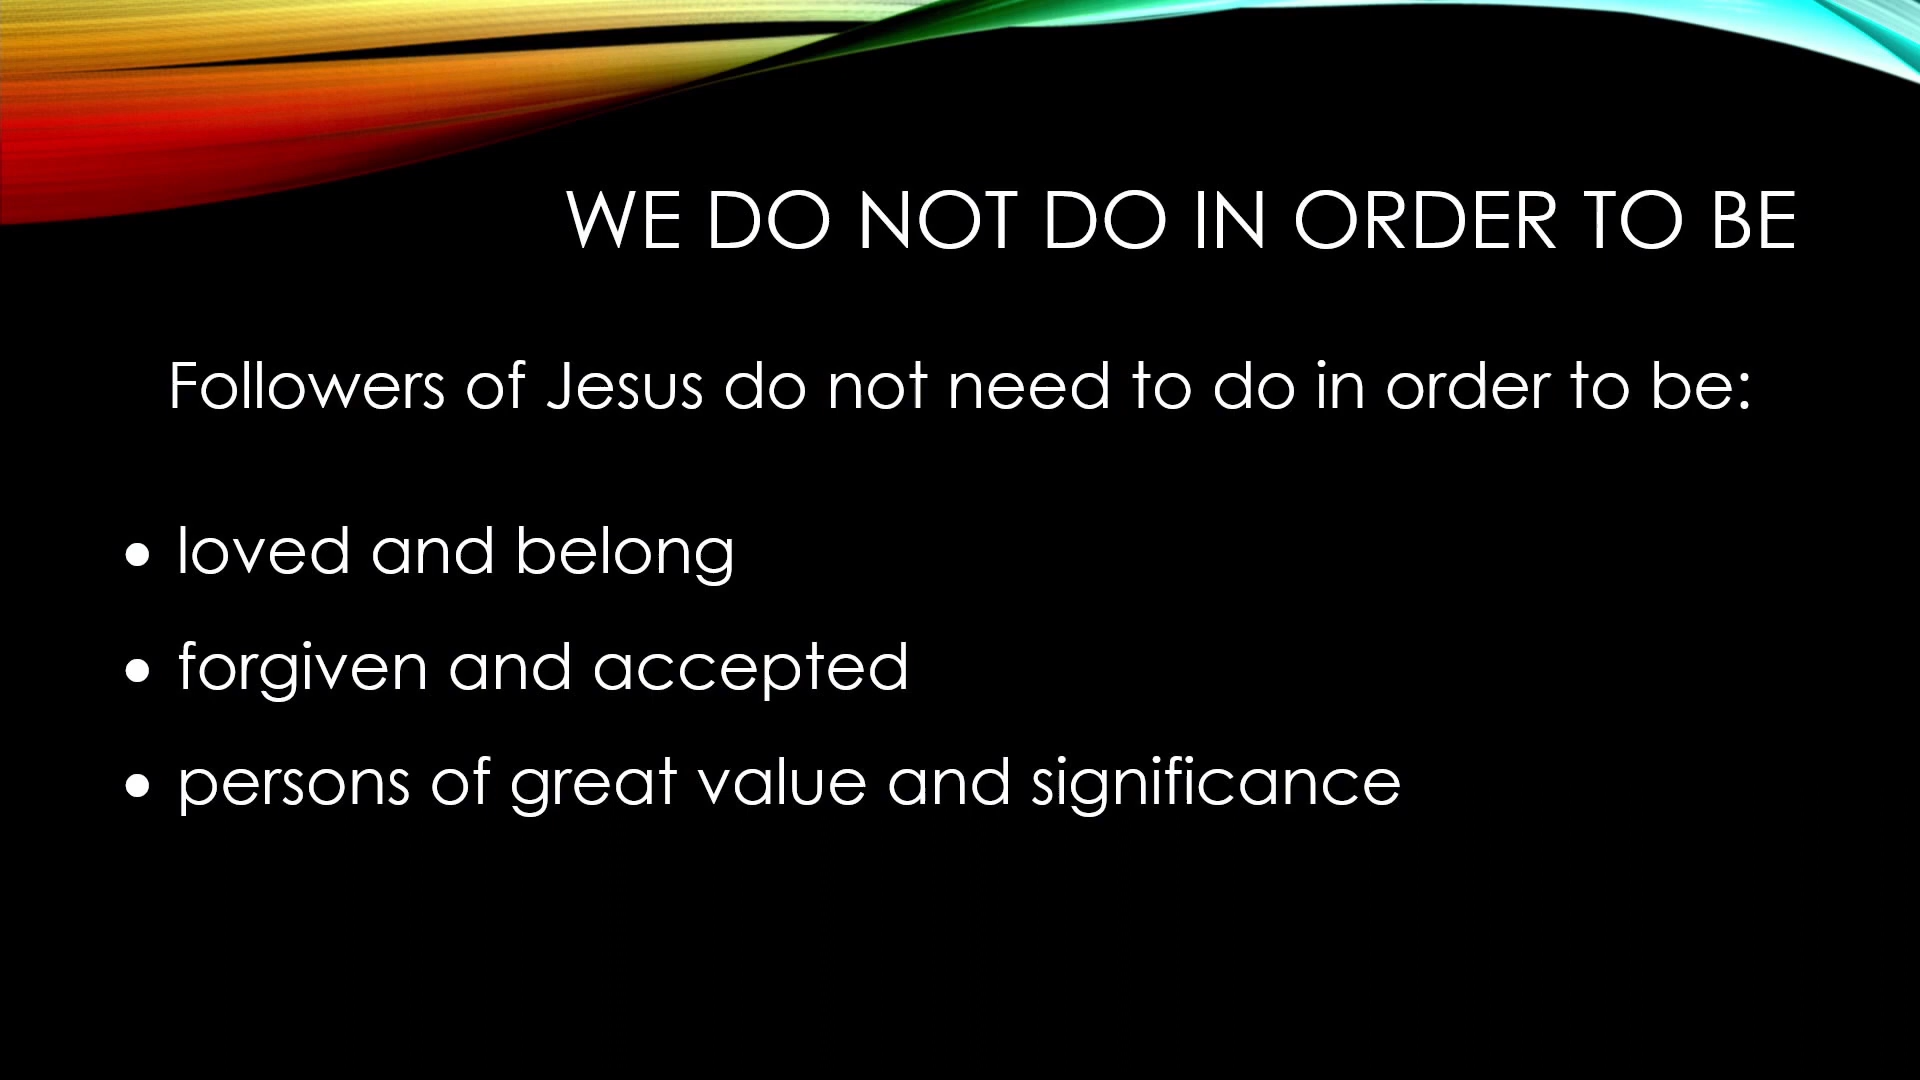 WE DO NOT DO IN ORDER TO BE
Followers of Jesus do not need to do in order to be:
• loved and belong
• forgiven and accepted
• persons of great value and significance